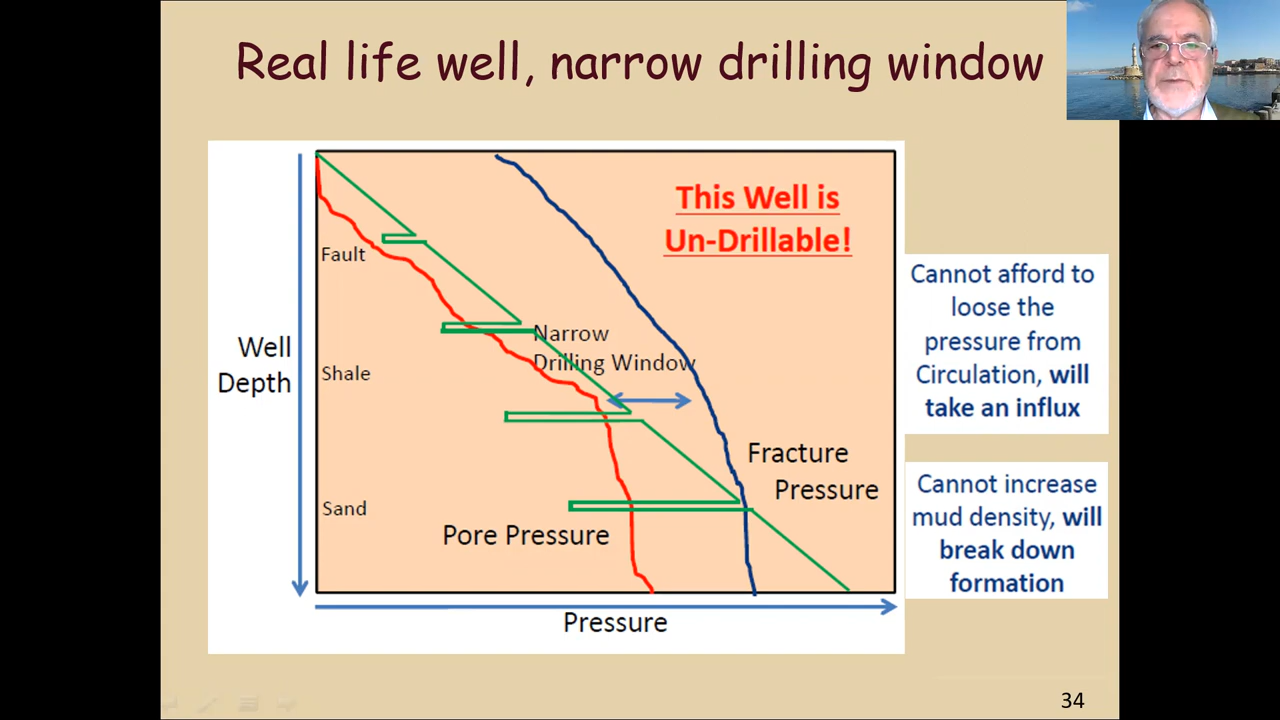 Real life well, narrow drilling window
This Well is
Un-Drillable!
Fault
Narrow
Drilling Window
Well
Depth
Shale
Fracture
Pressure
Sand
Pore Pressure
Pressure
Cannot afford to
loose the
pressure from
Circulation, will
take an influx
Cannot increase
mud density, will
break down
formation
34